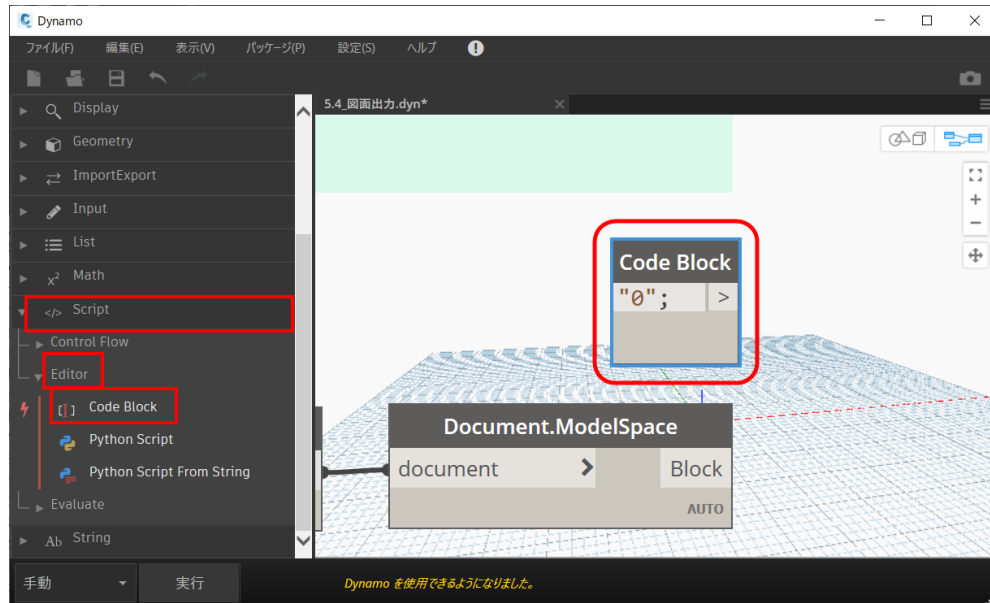 Dynamo
ファイル(F) 編集(E) 表示(V) パッケージ(P) 設定(S) ヘルプ
Display
Geometry
ImportExport
Input
List
Math
Script
Control Flow
Editor
Code Block
Python Script
Python Script From String
Evaluate
String
5.4_図面出力.dyn*
Code Block
"0"; >
Document.ModelSpace
document Block
AUTO
手動 実行 Dynamo を使用できるようになりました。